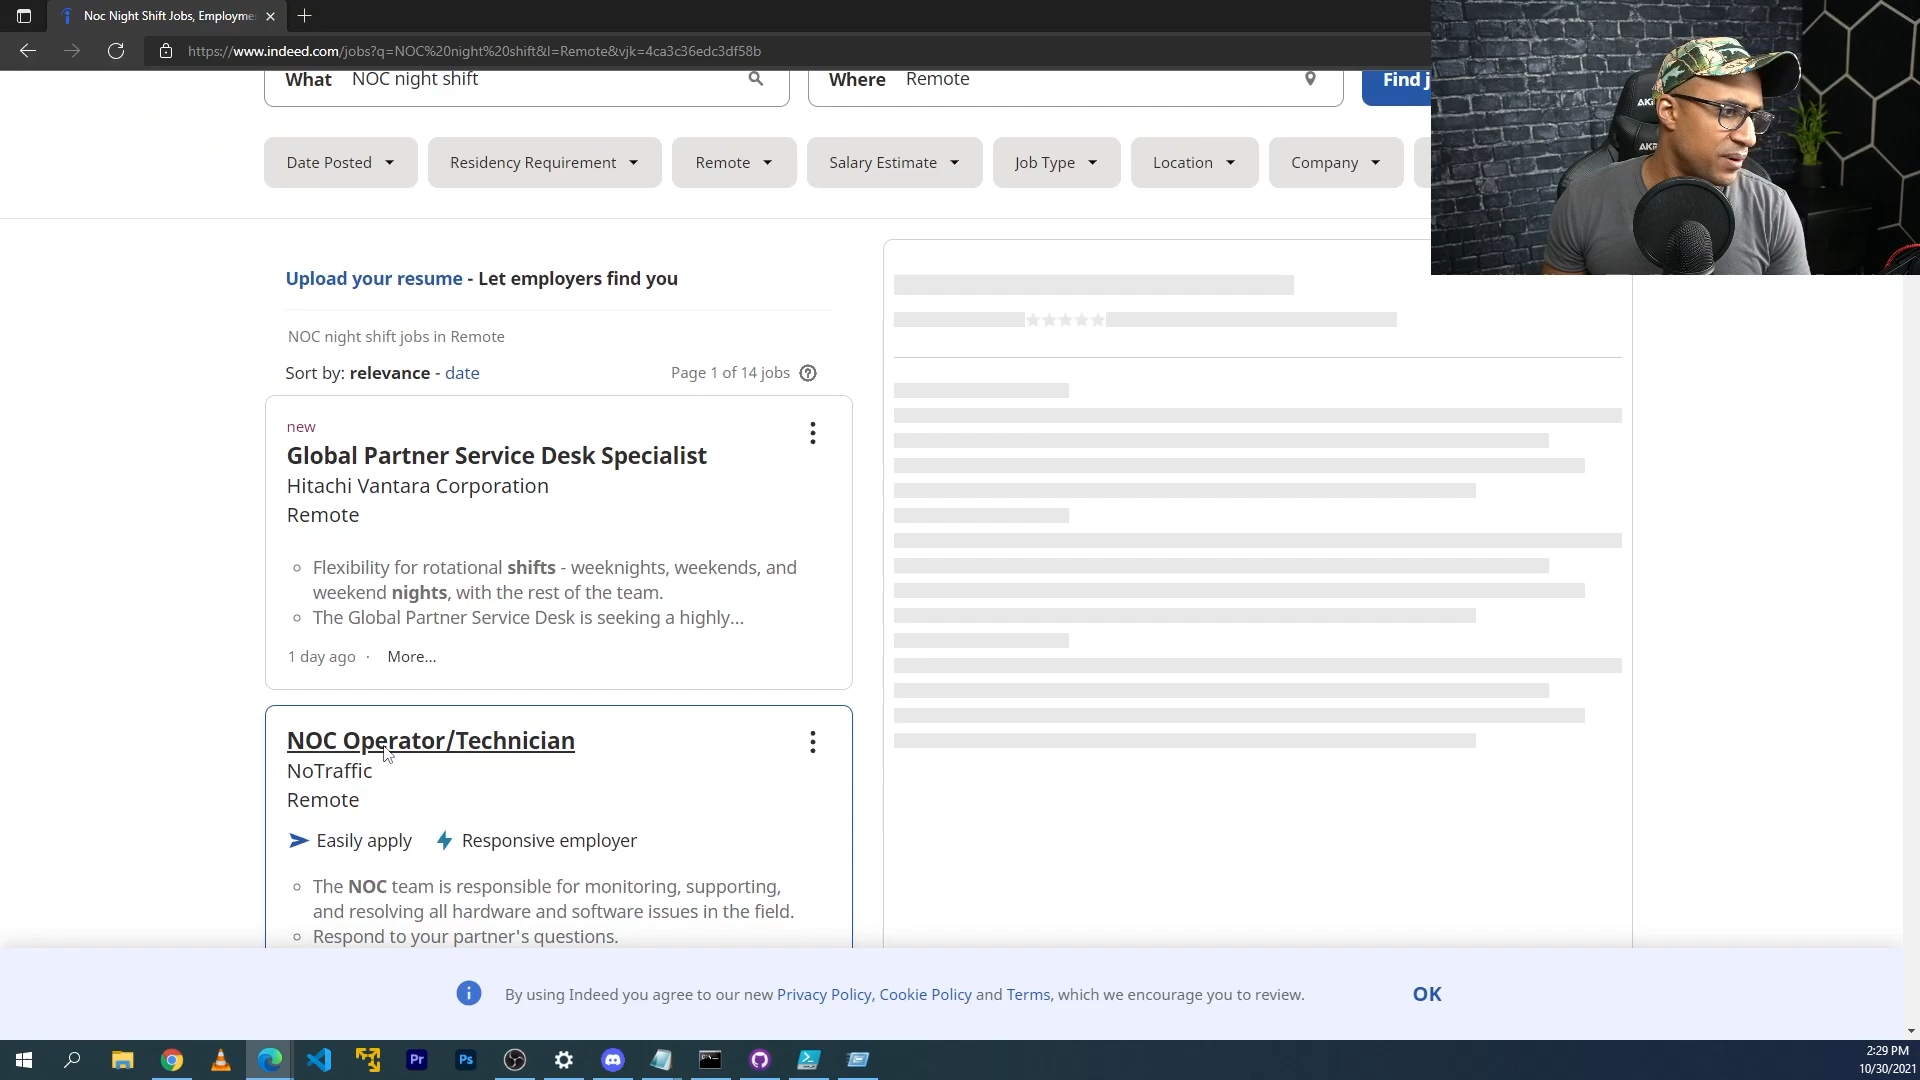 Noc Night Shift Jobs, Employme
https://www.indeed.com/jobs?q=NOC%20night%20shift&l=Remote&vjk=4ca3c36edc3df58b
What NOC night shift
Where Remote
Find j
Date Posted
Residency Requirement
Remote
Salary Estimate
Job Type
Location
Company
Upload your resume - Let employers find you
NOC night shift jobs in Remote
Sort by: relevance - date
Page 1 of 14 jobs
new
Global Partner Service Desk Specialist
Hitachi Vantara Corporation
Remote
Flexibility for rotational shifts - weeknights, weekends, and
weekend nights, with the rest of the team.
The Global Partner Service Desk is seeking a highly...
1 day ago · More...
NOC Operator/Technician
NoTraffic
Remote
Easily apply
Responsive employer
The NOC team is responsible for monitoring, supporting,
and resolving all hardware and software issues in the field.
Respond to your partner's questions.
By using Indeed you agree to our new Privacy Policy, Cookie Policy and Terms, which we encourage you to review.
OK
Pr
Ps
2:29 PM
10/30/2021